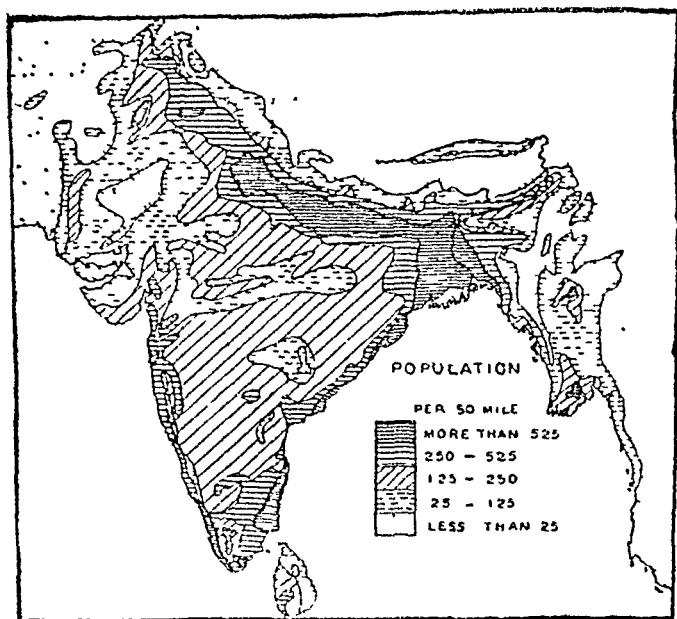 POPULATION
PER SQ MILE
MORE THAN 525
250 - 525
125 - 250
25 - 125
LESS THAN 25